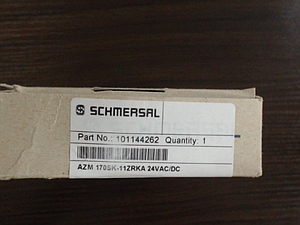 SCHMERSAL
Part No.: 101144262 Quantity: 1
AZM 170SK-11ZRKA 24VAC/DC